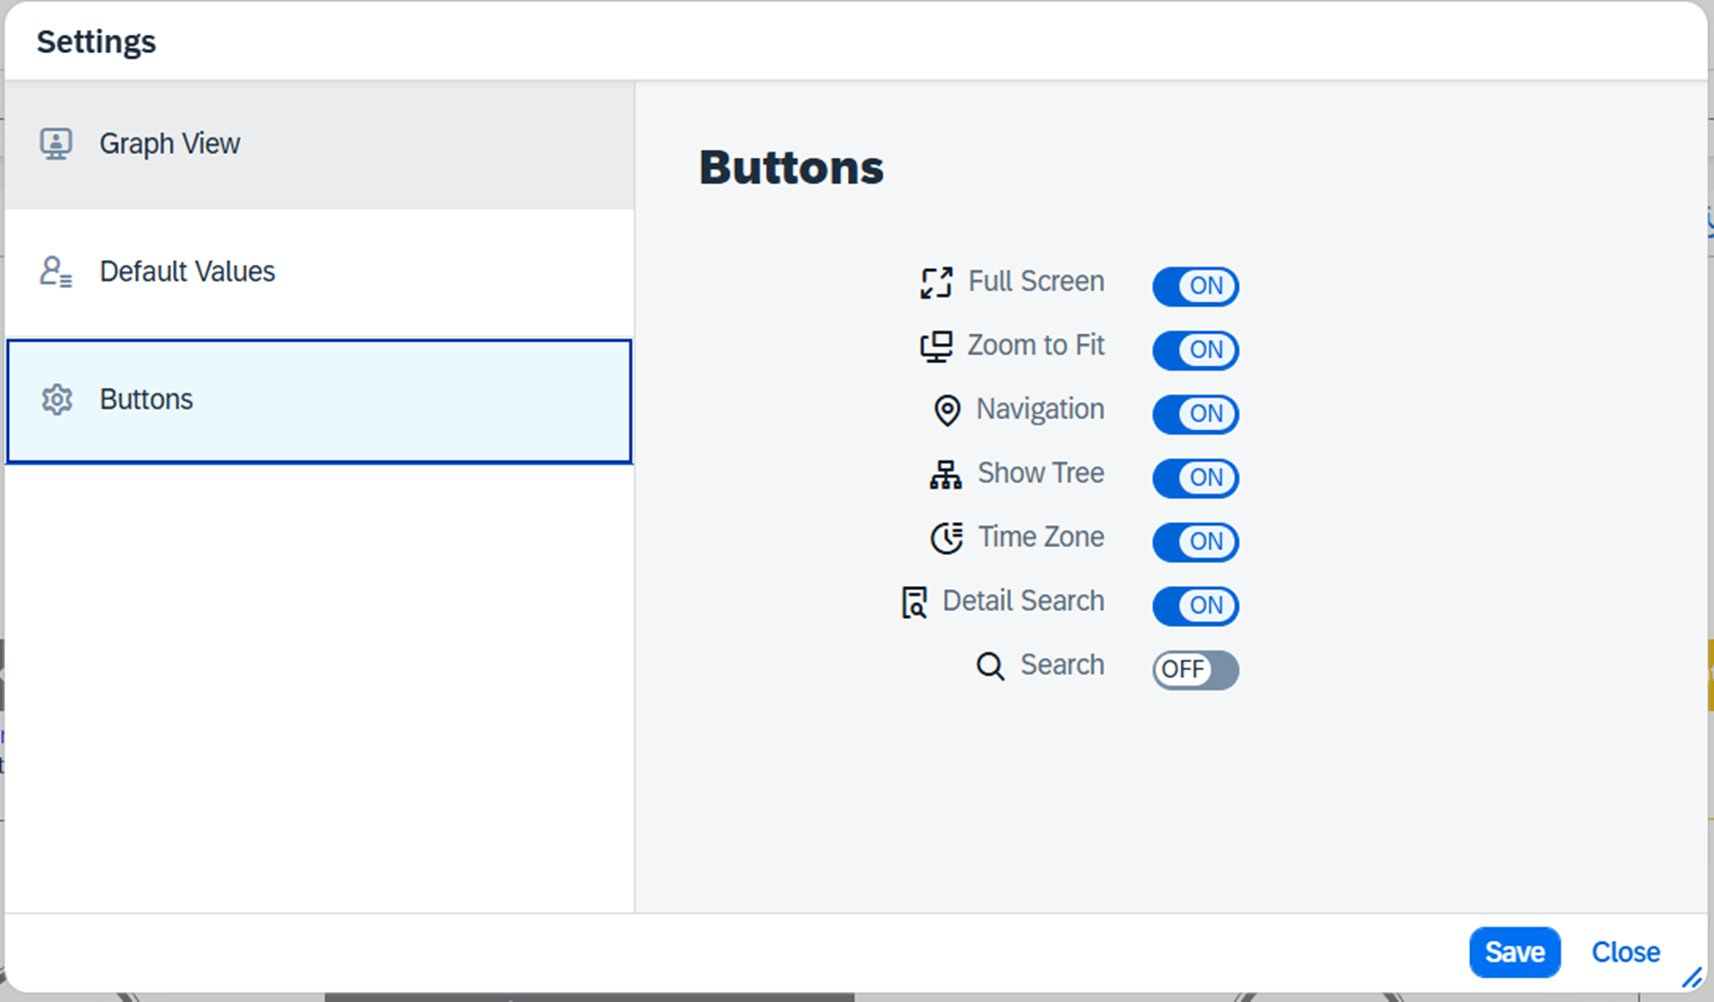 Settings
Graph View
Default Values
Buttons
Buttons
Full Screen ON
Zoom to Fit ON
Navigation ON
Show Tree ON
Time Zone ON
Detail Search ON
Search OFF
Save Close